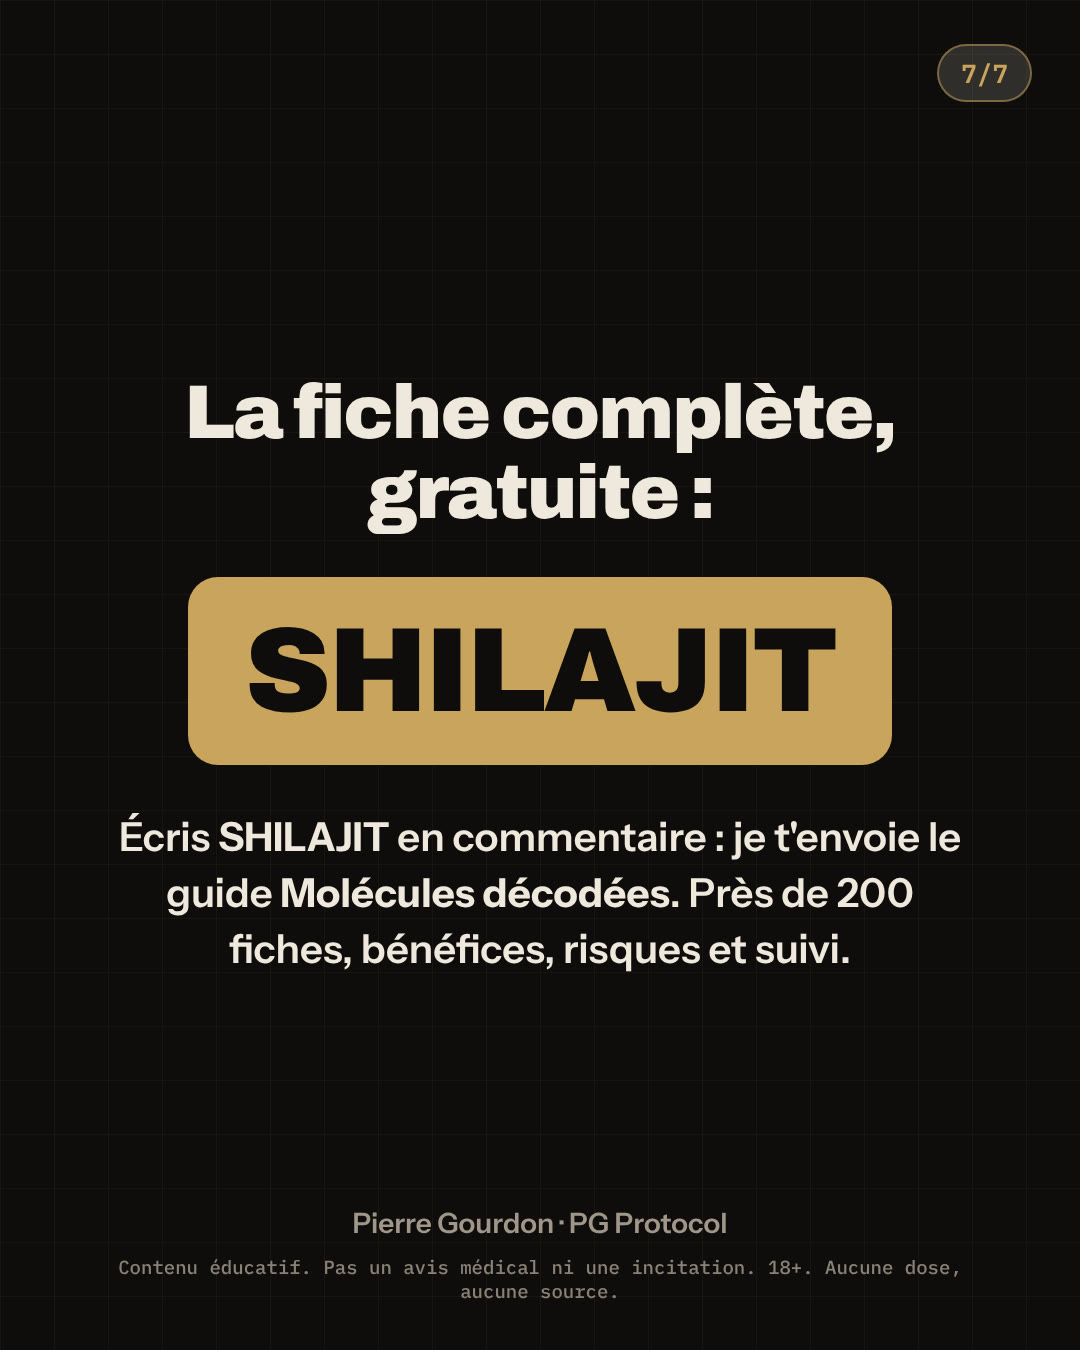 7/7
La fiche complète,
gratuite :
SHILAJIT
Écris SHILAJIT en commentaire : je t'envoie le
guide Molécules décodées. Près de 200
fiches, bénéfices, risques et suivi.
Pierre Gourdon · PG Protocol
Contenu éducatif. Pas un avis médical ni une incitation. 18+. Aucune dose,
aucune source.